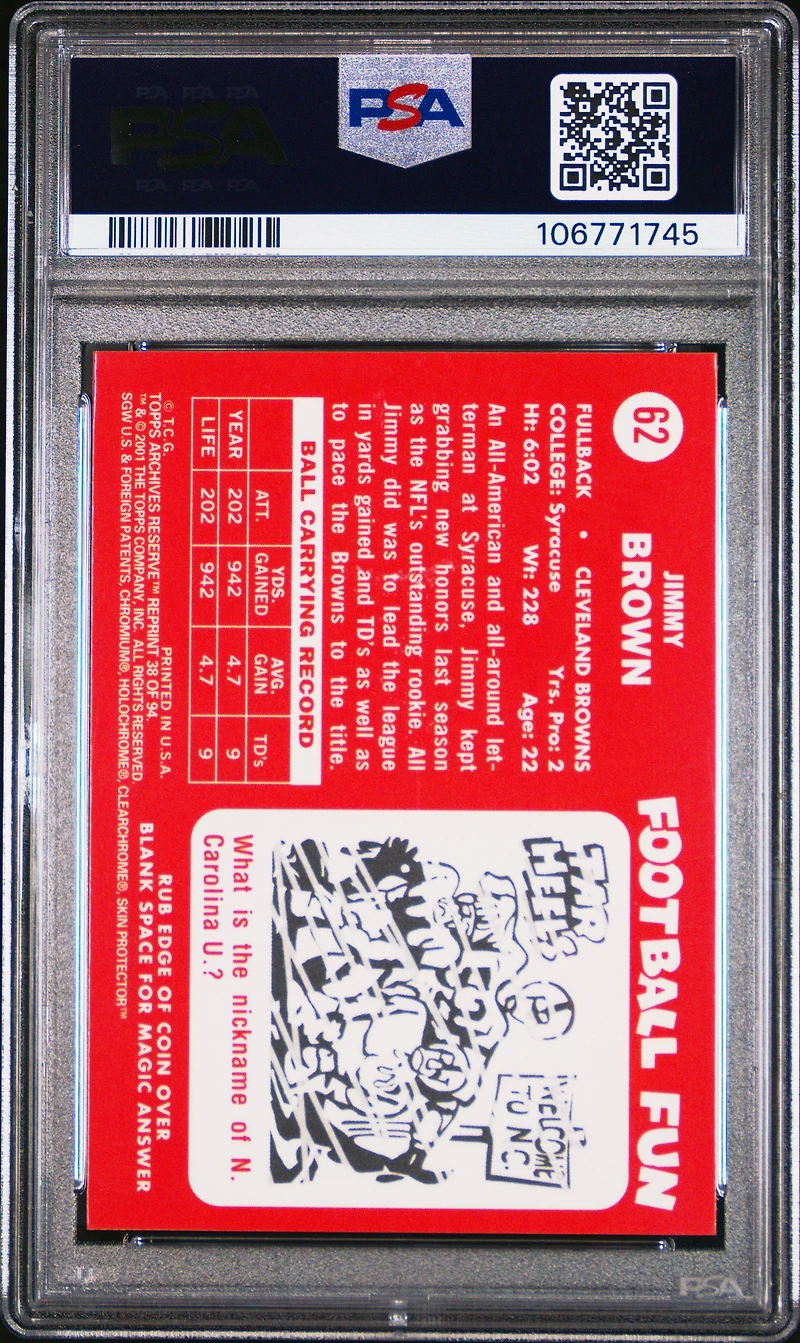 PSA PSA PSA
PSA
PSA PSA PSA
PSA
106771745
62
JIMMY
BROWN
FULLBACK • CLEVELAND BROWNS
COLLEGE: Syracuse Yrs. Pro: 2
Ht: 6:02 Wt: 228 Age: 22
An All-American and all-around let-
terman at Syracuse, Jimmy kept
grabbing new honors last season
as the NFL's outstanding rookie. All
Jimmy did was to lead the league
in yards gained and TD's as well as
to pace the Browns to the title.
BALL CARRYING RECORD
ATT. YDS. GAINED AVG. GAIN TD's
YEAR 202 942 4.7 9
LIFE 202 942 4.7 9
© T.C.G. PRINTED IN U.S.A.
TOPPS ARCHIVES RESERVE™ REPRINT 38 OF 94.
™ & © 2001 THE TOPPS COMPANY, INC. ALL RIGHTS RESERVED.
SGW U.S. & FOREIGN PATENTS, CHROMIUM®, HOLOCHROME®, CLEARCHROME®, SKIN PROTECTOR™
FOOTBALL FUN
TAR
HEELS
WELCOME
TO N.C.
What is the nickname of N.
Carolina U.?
RUB EDGE OF COIN OVER
BLANK SPACE FOR MAGIC ANSWER
PSA